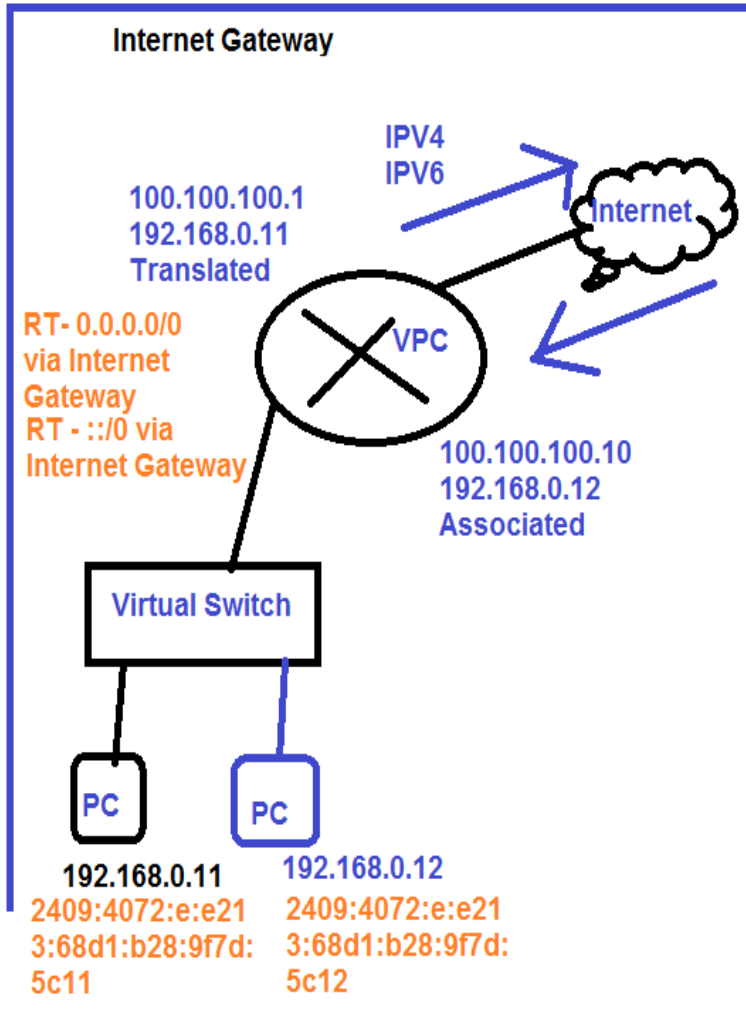 Internet Gateway
IPV4
IPV6
Internet
100.100.100.1
192.168.0.11
Translated
RT- 0.0.0.0/0
via Internet
Gateway
RT - ::/0 via
Internet Gateway
VPC
100.100.100.10
192.168.0.12
Associated
Virtual Switch
PC
PC
192.168.0.11
2409:4072:e:e21
3:68d1:b28:9f7d:
5c11
192.168.0.12
2409:4072:e:e21
3:68d1:b28:9f7d:
5c12